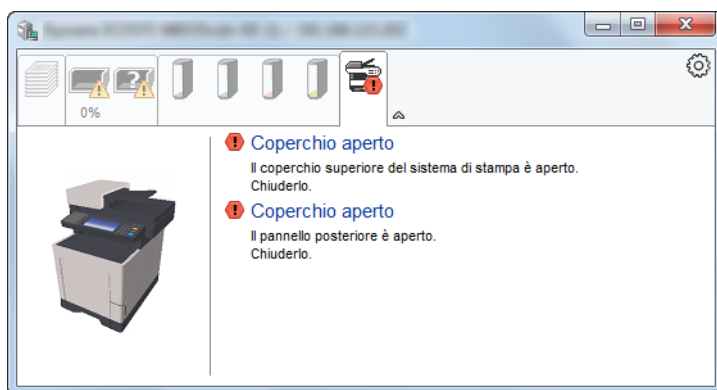 0%
Coperchio aperto
Il coperchio superiore del sistema di stampa è aperto.
Chiuderlo.
Coperchio aperto
Il pannello posteriore è aperto.
Chiuderlo.